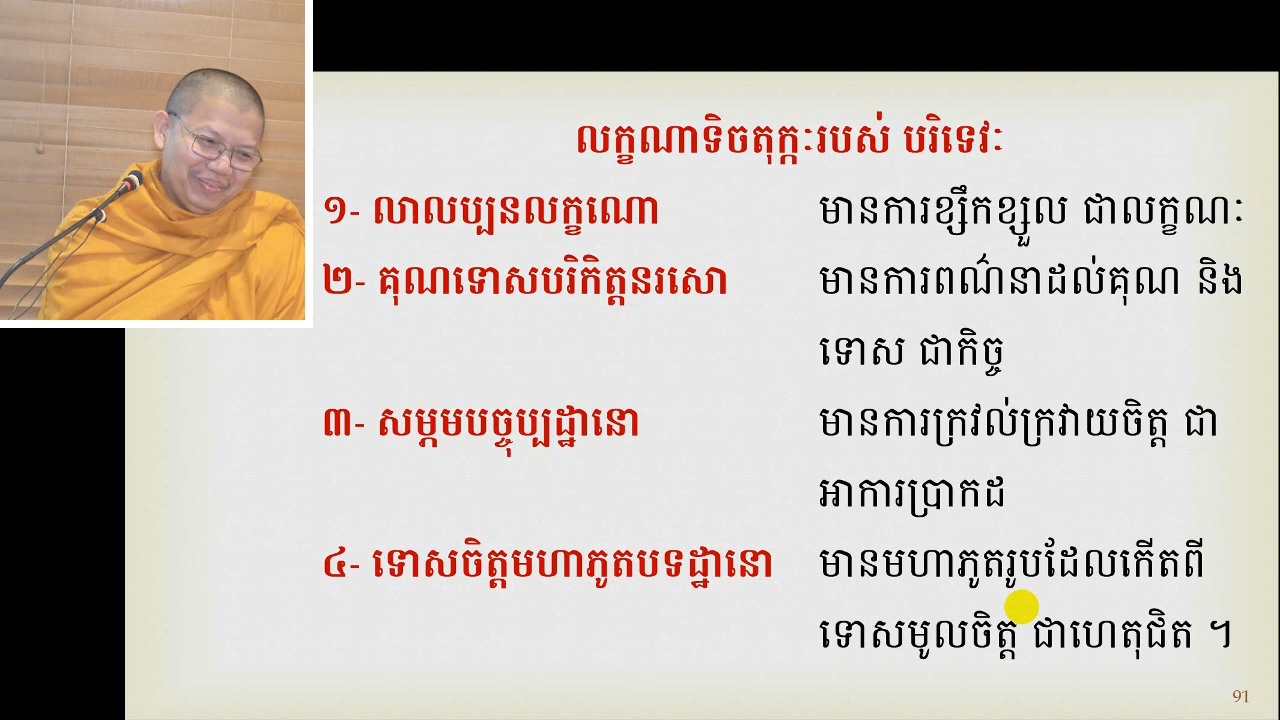 លក្ខណាទិចតុក្កៈរបស់ បរិទេវៈ
១- លាលប្បនលក្ខណោ មានការខ្សឹកខ្សួល ជាលក្ខណៈ
២- គុណទោសបរិកិត្តនរសោ មានការពណ៌នាដល់គុណ និង
ទោស ជាកិច្ច
៣- សម្ភមបច្ចុប្បដ្ឋានោ មានការក្រវល់ក្រវាយចិត្ត ជា
អាការប្រាកដ
៤- ទោសចិត្តមហាភូតបទដ្ឋានោ មានមហាភូតរូបដែលកើតពី
ទោសមូលចិត្ត ជាហេតុជិត ។
91